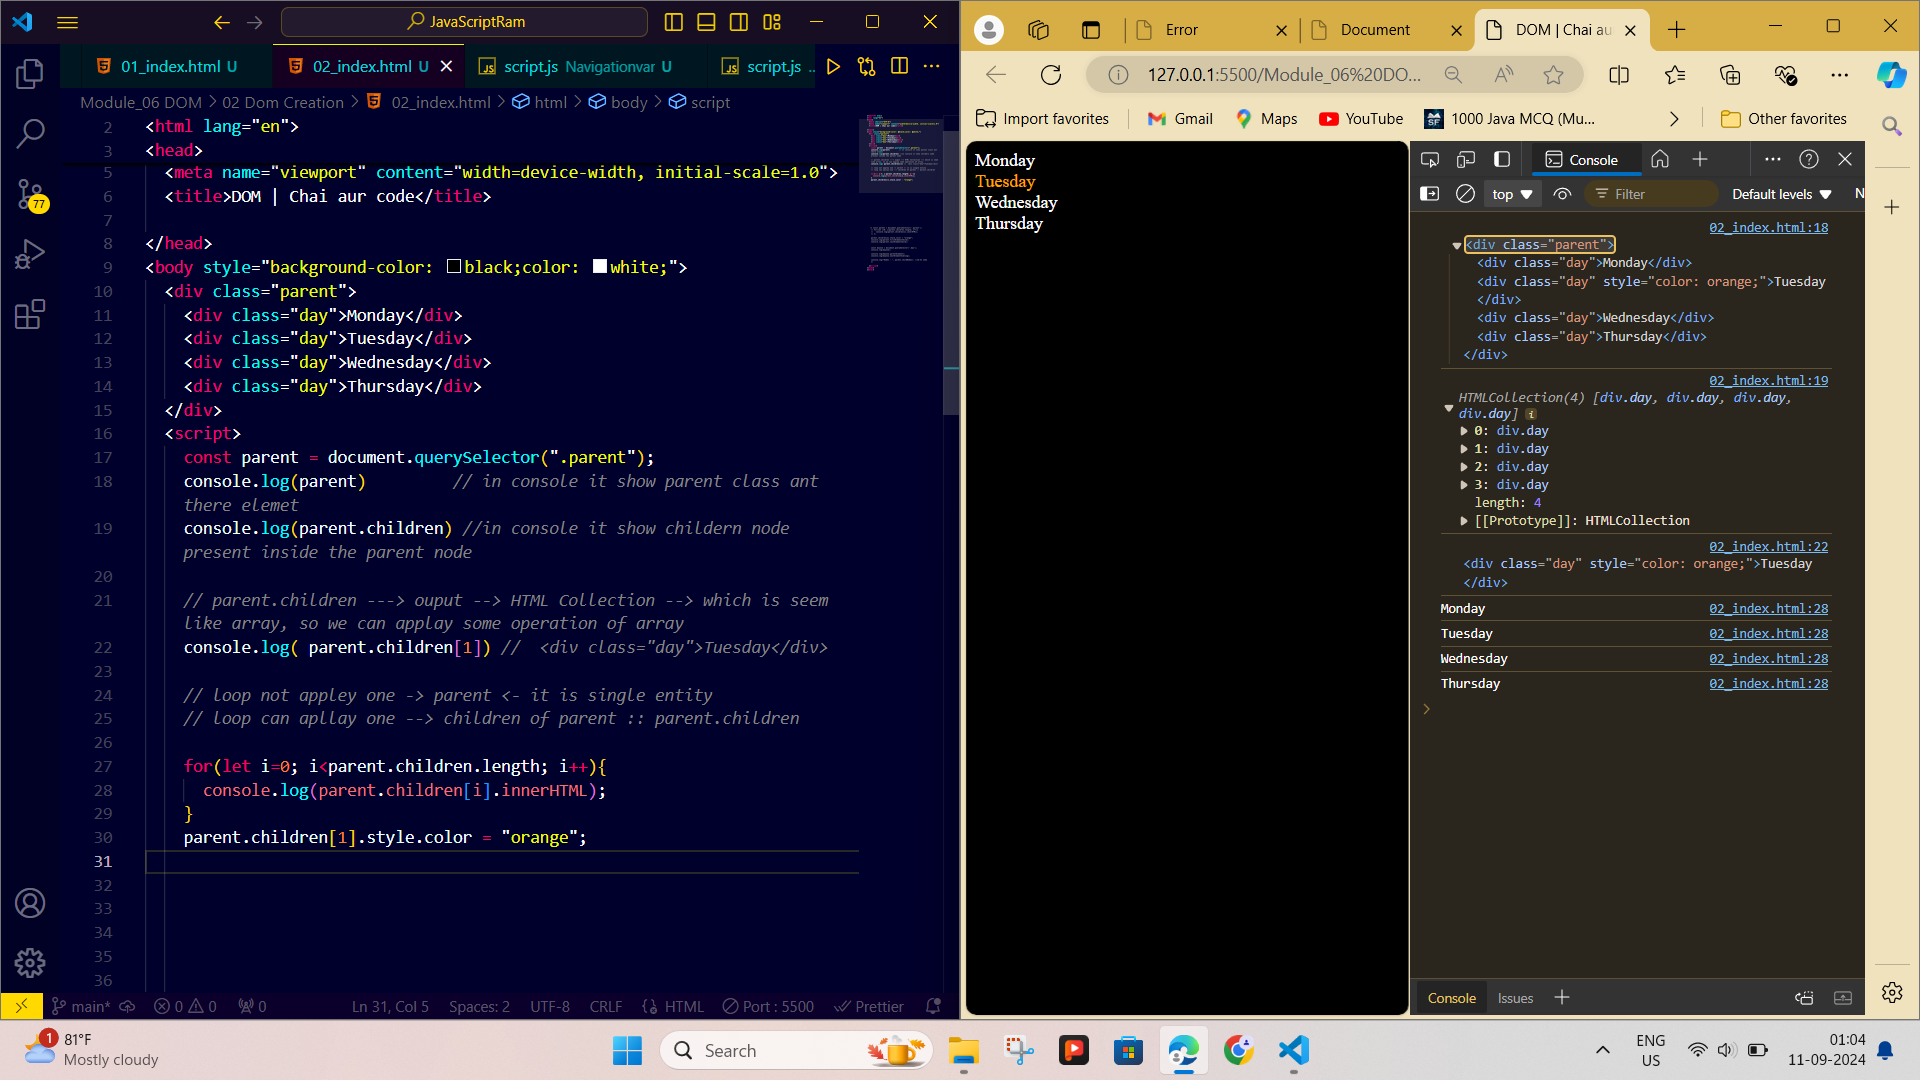 JavaScriptRam
01_index.html U
02_index.html U
script.js Navigationvar U
script.js ..
Module_06 DOM > 02 Dom Creation > 02_index.html > html > body > script
2 <html lang="en">
3 <head>
5 <meta name="viewport" content="width=device-width, initial-scale=1.0">
6 <title>DOM | Chai aur code</title>
7
8 </head>
9 <body style="background-color: black;color: white;">
10 <div class="parent">
11 <div class="day">Monday</div>
12 <div class="day">Tuesday</div>
13 <div class="day">Wednesday</div>
14 <div class="day">Thursday</div>
15 </div>
16 <script>
17 const parent = document.querySelector(".parent");
18 console.log(parent) // in console it show parent class ant
there elemet
19 console.log(parent.children) //in console it show childern node
present inside the parent node
20
21 // parent.children ---> ouput --> HTML Collection --> which is seem
like array, so we can applay some operation of array
22 console.log( parent.children[1]) // <div class="day">Tuesday</div>
23
24 // loop not appley one -> parent <- it is single entity
25 // loop can apllay one --> children of parent :: parent.children
26
27 for(let i=0; i<parent.children.length; i++){
28 console.log(parent.children[i].innerHTML);
29 }
30 parent.children[1].style.color = "orange";
31
32
33
34
35
36
77
main* 0 0 0 Ln 31, Col 5 Spaces: 2 UTF-8 CRLF HTML Port : 5500 Prettier
Error
Document
DOM | Chai au
127.0.0.1:5500/Module_06%20DO...
Import favorites
Gmail
Maps
YouTube
1000 Java MCQ (Mu...
Other favorites
Monday
Tuesday
Wednesday
Thursday
Console
top
Filter
Default levels
N
02_index.html:18
<div class="parent">
<div class="day">Monday</div>
<div class="day" style="color: orange;">Tuesday
</div>
<div class="day">Wednesday</div>
<div class="day">Thursday</div>
</div>
02_index.html:19
HTMLCollection(4) [div.day, div.day, div.day,
div.day] i
0: div.day
1: div.day
2: div.day
3: div.day
length: 4
[[Prototype]]: HTMLCollection
02_index.html:22
<div class="day" style="color: orange;">Tuesday
</div>
Monday 02_index.html:28
Tuesday 02_index.html:28
Wednesday 02_index.html:28
Thursday 02_index.html:28
Console Issues
1
81°F
Mostly cloudy
Search
ENG
US
01:04
11-09-2024